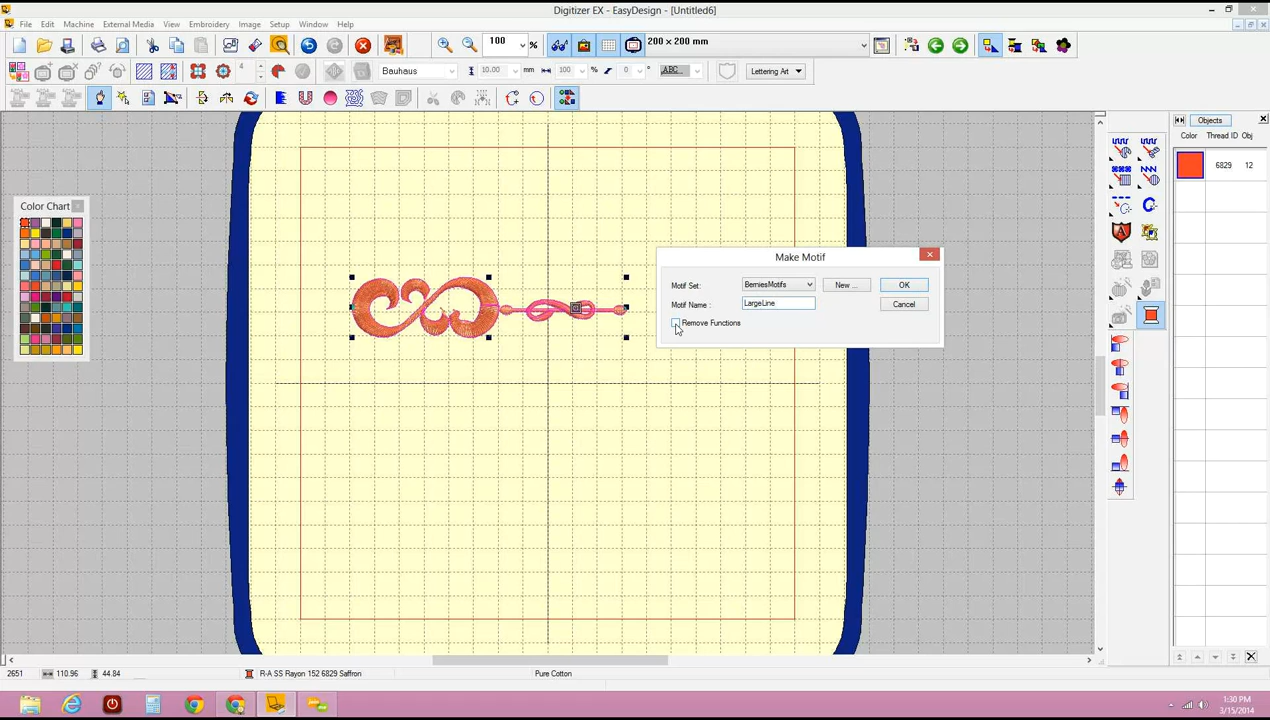 Digitizer EX - EasyDesign - [Untitled6]
File Edit Machine View External Media Embroidery Image Setup Window Help
100 %
200 x 200 mm
4
Bauhaus
10.00 mm
100 %
0 °
ABC
Lettering Art
Objects
Color Thread ID Obj
6829 12
Color Chart
Make Motif
Motif Set: BerniesMotifs New ... OK
Motif Name : LargeLine Cancel
Remove Functions
2651 110.96 44.84 R-A SS Rayon 152 6829 Saffron Pure Cotton
1:30 PM
3/15/2014